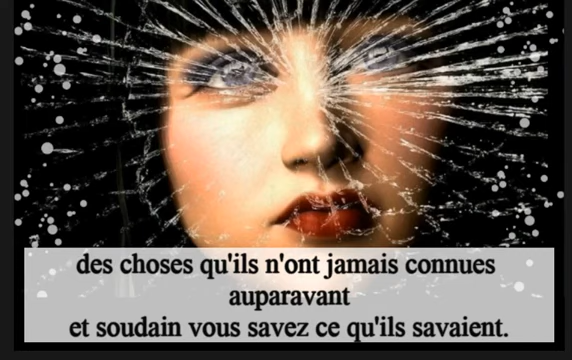 des choses qu'ils n'ont jamais connues
auparavant
et soudain vous savez ce qu'ils savaient.